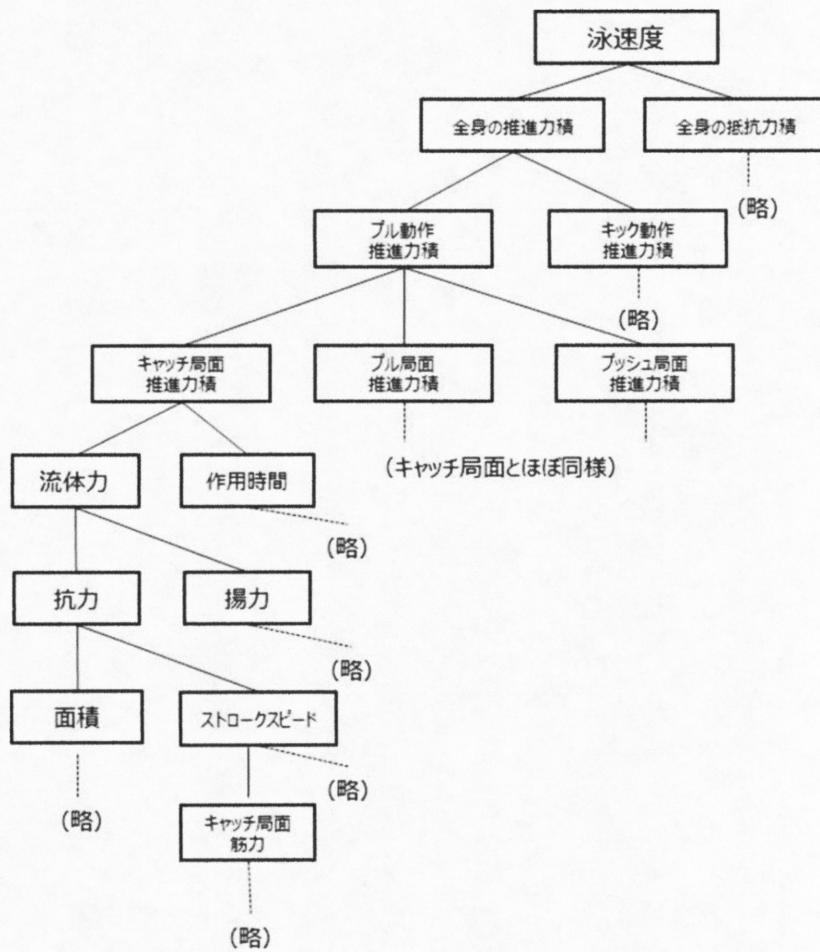 泳速度
全身の推進力積
全身の抵抗力積
(略)
プル動作
推進力積
キック動作
推進力積
(略)
キャッチ局面
推進力積
プル局面
推進力積
プッシュ局面
推進力積
(キャッチ局面とほぼ同様)
流体力
作用時間
(略)
抗力
揚力
(略)
面積
ストロークスピード
(略)
(略)
キャッチ局面
筋力
(略)